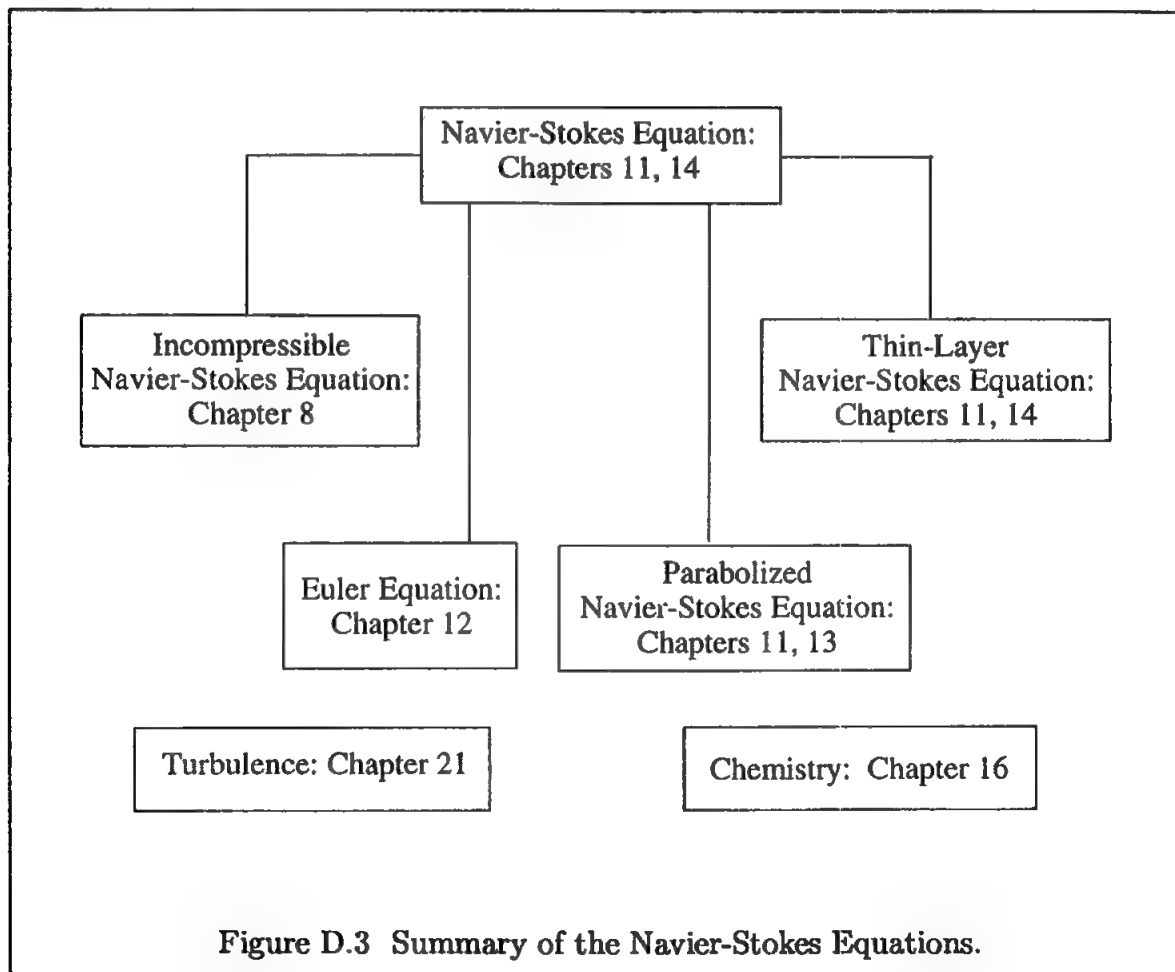 Navier-Stokes Equation:
Chapters 11, 14
Incompressible
Navier-Stokes Equation:
Chapter 8
Thin-Layer
Navier-Stokes Equation:
Chapters 11, 14
Euler Equation:
Chapter 12
Parabolized
Navier-Stokes Equation:
Chapters 11, 13
Turbulence: Chapter 21
Chemistry: Chapter 16
Figure D.3 Summary of the Navier-Stokes Equations.